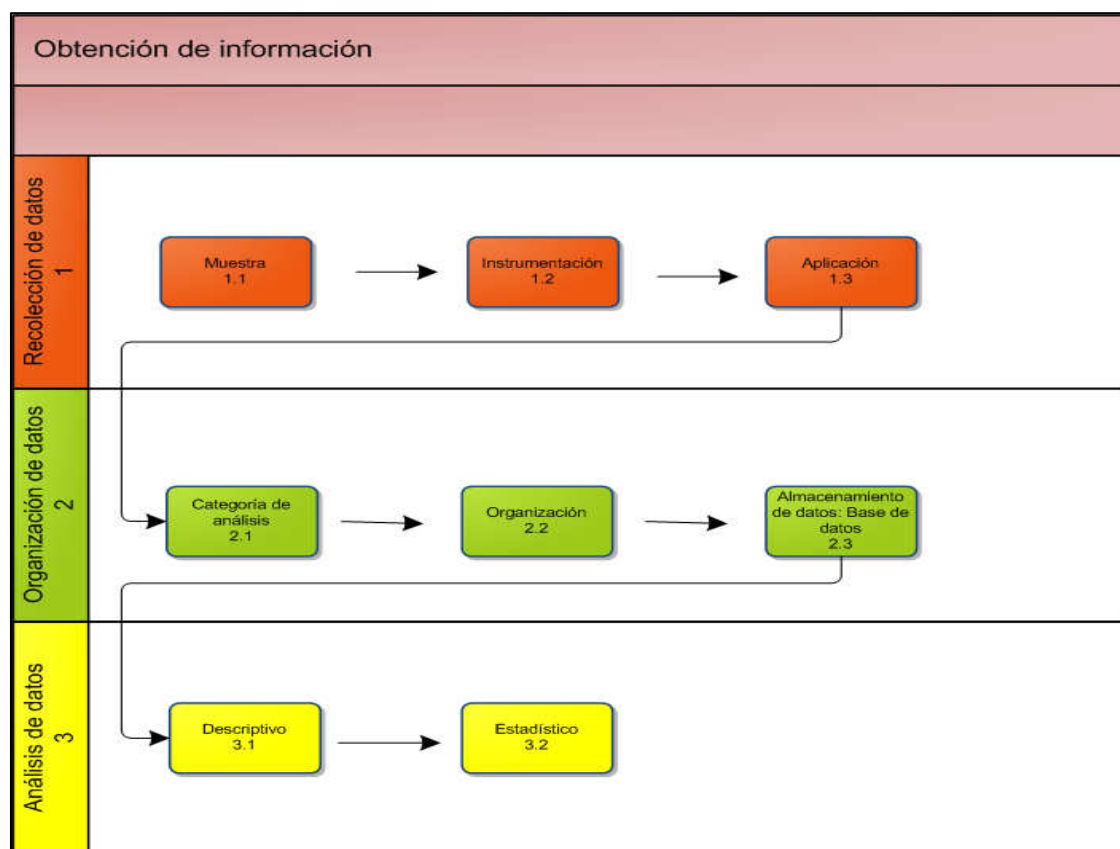 Obtención de información
Recolección de datos
1
Muestra
1.1
Instrumentación
1.2
Aplicación
1.3
Organización de datos
2
Categoría de
análisis
2.1
Organización
2.2
Almacenamiento
de datos: Base de
datos
2.3
Análisis de datos
3
Descriptivo
3.1
Estadístico
3.2